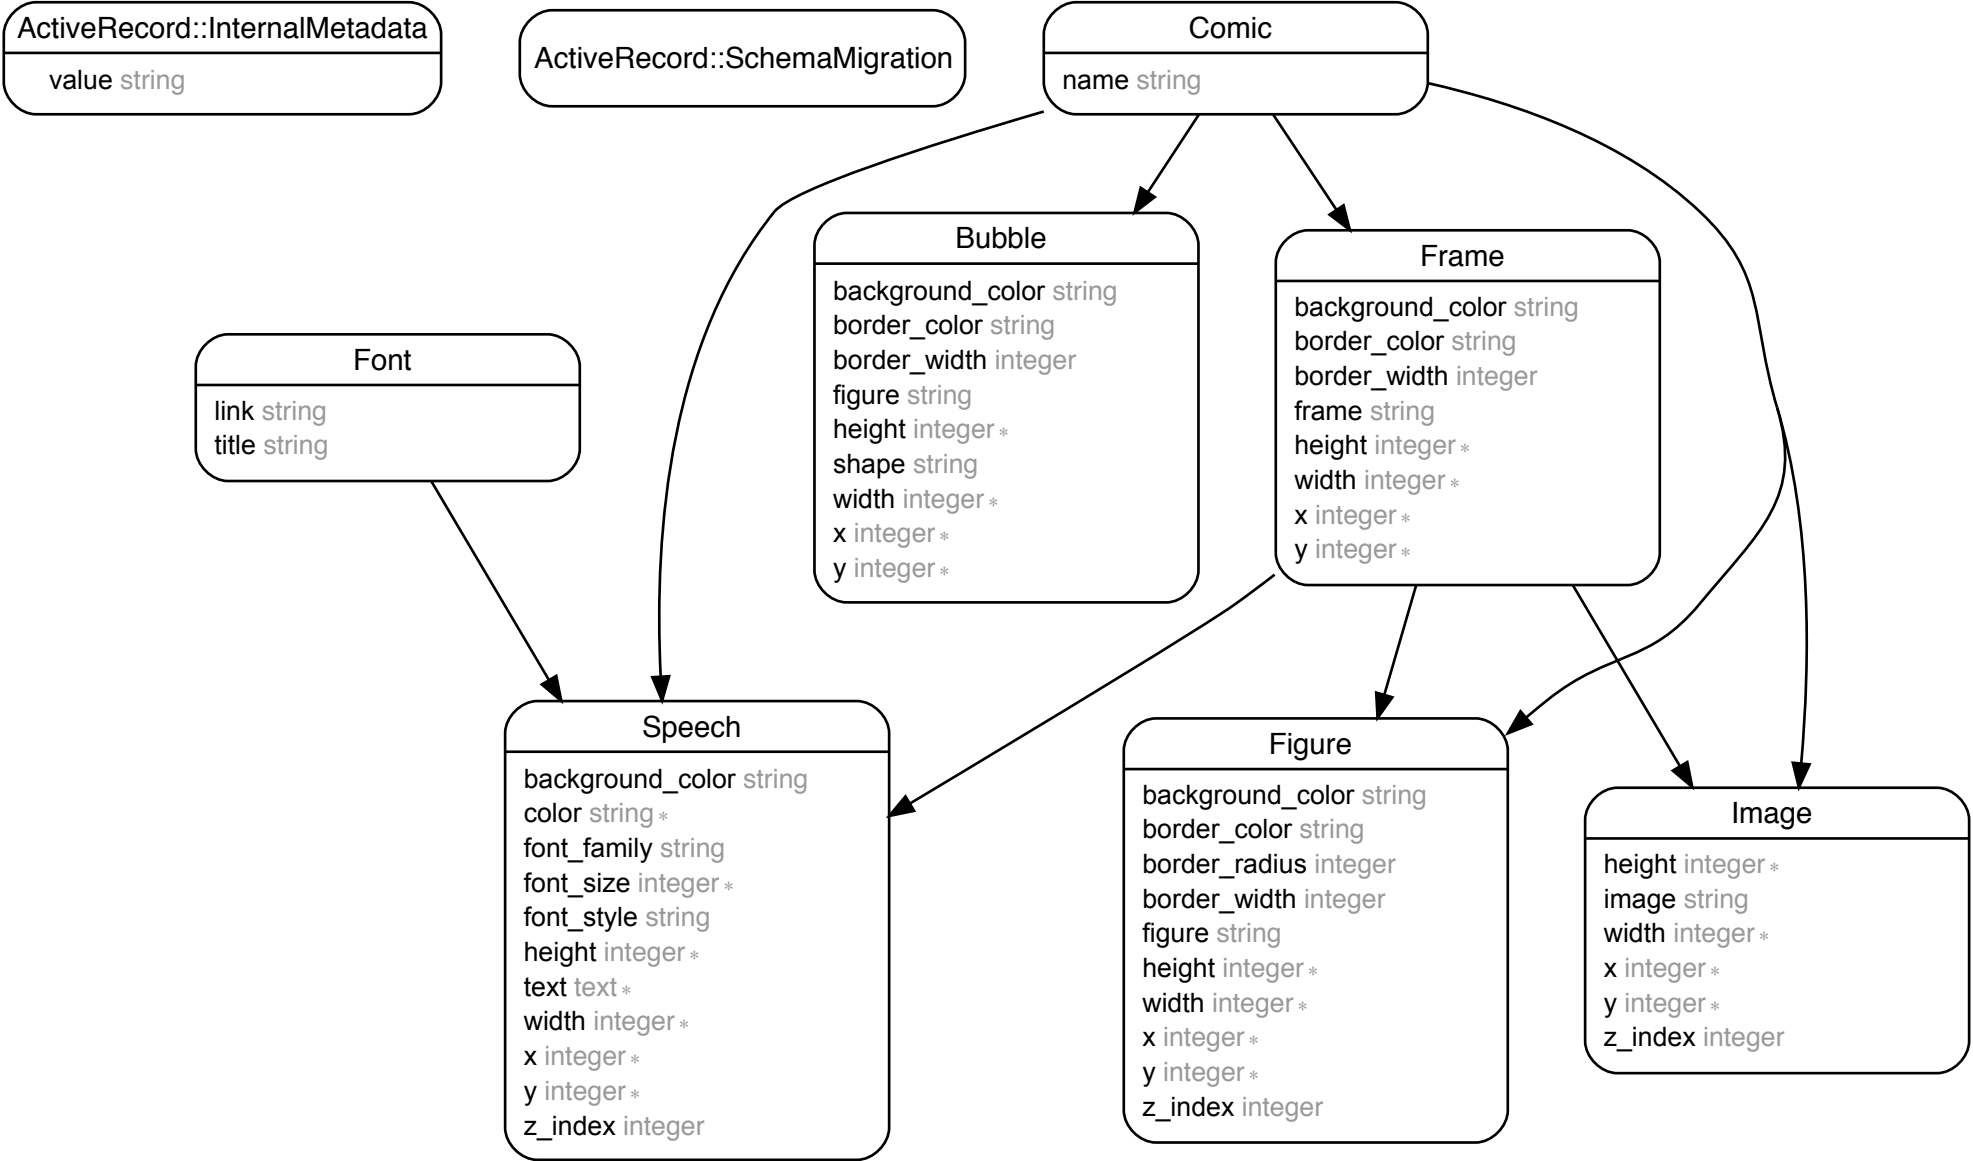 ActiveRecord::InternalMetadata
value string
ActiveRecord::SchemaMigration
Comic
name string
Bubble
background_color string
border_color string
border_width integer
figure string
height integer *
shape string
width integer *
x integer *
y integer *
Frame
background_color string
border_color string
border_width integer
frame string
height integer *
width integer *
x integer *
y integer *
Font
link string
title string
Speech
background_color string
color string *
font_family string
font_size integer *
font_style string
height integer *
text text *
width integer *
x integer *
y integer *
z_index integer
Figure
background_color string
border_color string
border_radius integer
border_width integer
figure string
height integer *
width integer *
x integer *
y integer *
z_index integer
Image
height integer *
image string
width integer *
x integer *
y integer *
z_index integer